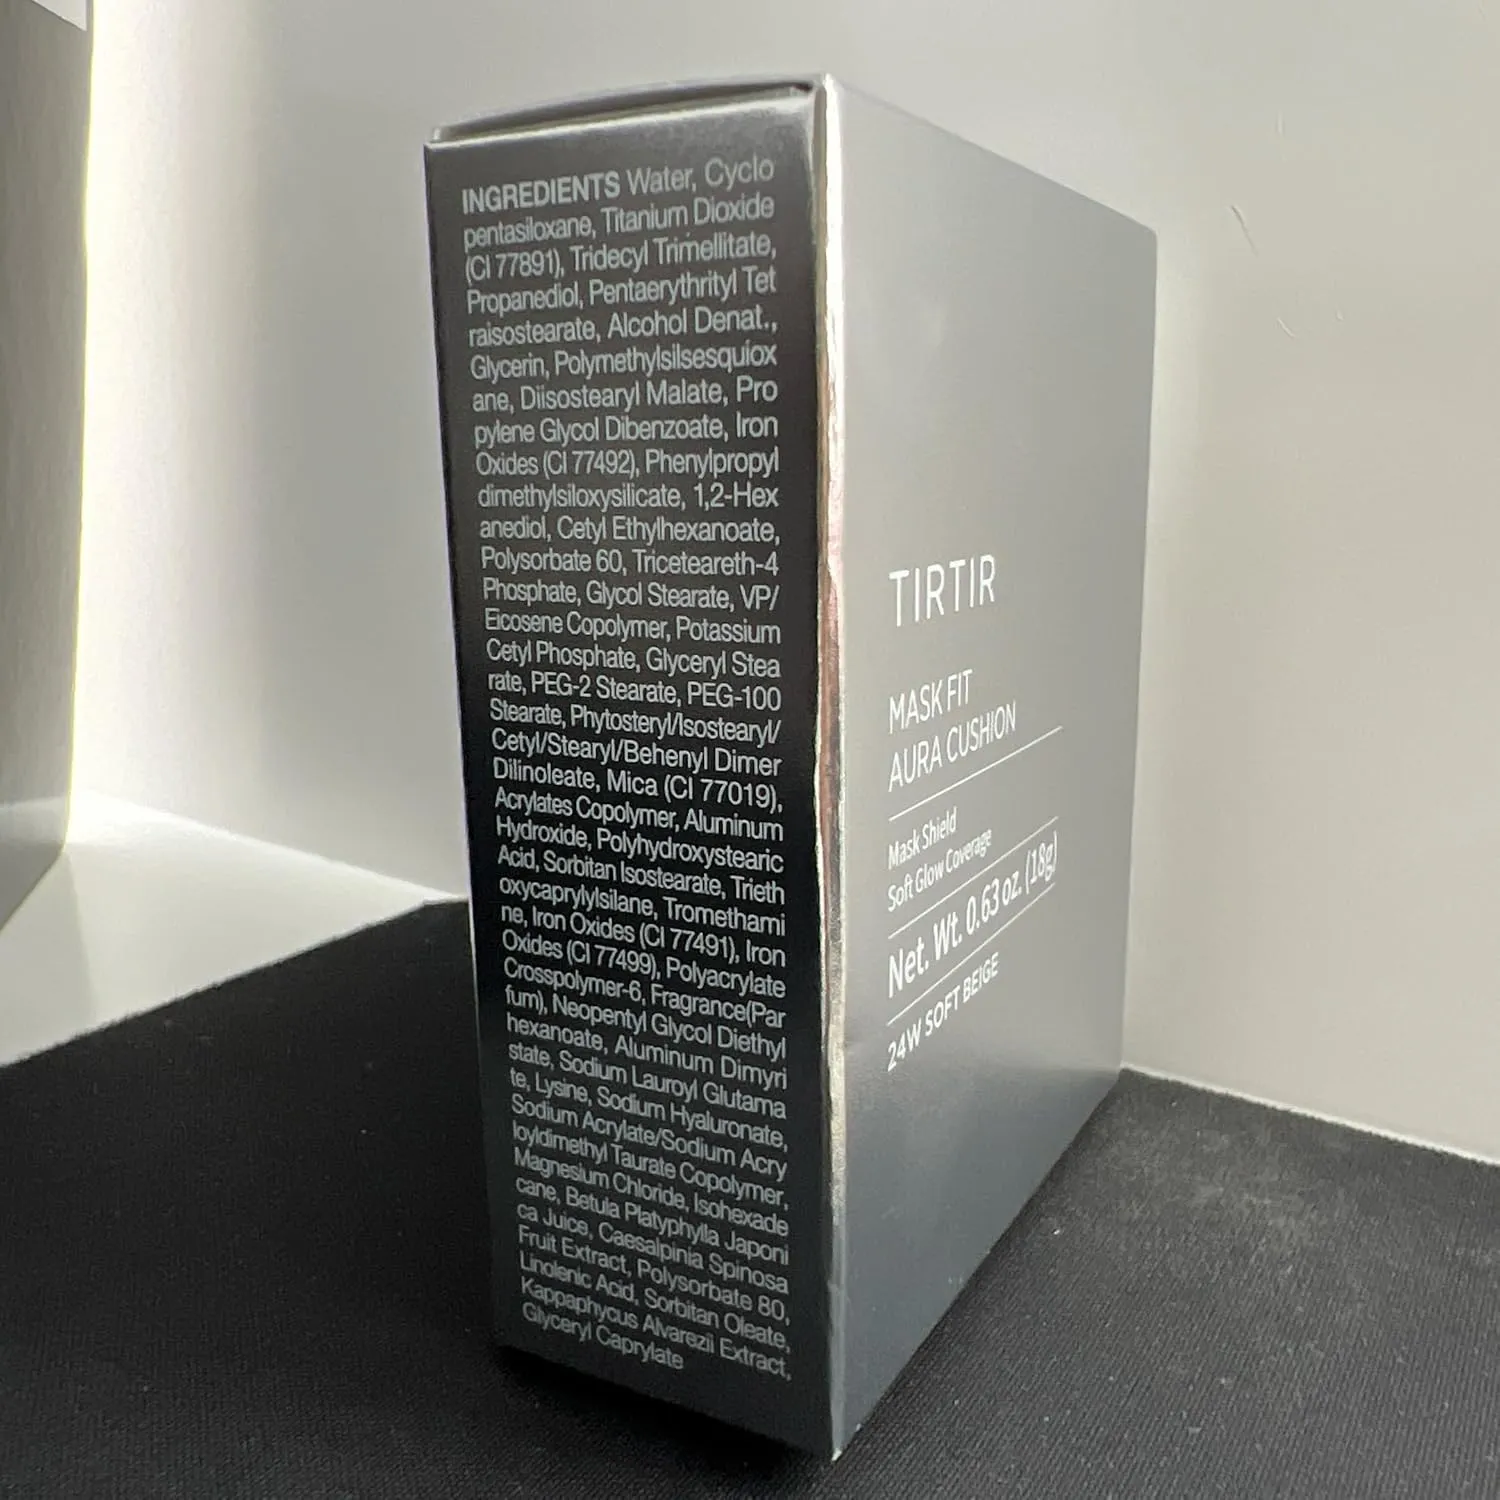 INGREDIENTS Water, Cyclo
pentasiloxane, Titanium Dioxide
(CI 77891), Tridecyl Trimellitate,
Propanediol, Pentaerythrityl Tet
raisostearate, Alcohol Denat.,
Glycerin, Polymethylsilsesquiox
ane, Diisostearyl Malate, Pro
pylene Glycol Dibenzoate, Iron
Oxides (CI 77492), Phenylpropyl
dimethylsiloxysilicate, 1,2-Hex
anediol, Cetyl Ethylhexanoate,
Polysorbate 60, Triceteareth-4
Phosphate, Glycol Stearate, VP/
Eicosene Copolymer, Potassium
Cetyl Phosphate, Glyceryl Stea
rate, PEG-2 Stearate, PEG-100
Stearate, Phytosteryl/Isostearyl/
Cetyl/Stearyl/Behenyl Dimer
Dilinoleate, Mica (CI 77019),
Acrylates Copolymer, Aluminum
Hydroxide, Polyhydroxystearic
Acid, Sorbitan Isostearate, Trieth
oxycaprylylsilane, Tromethami
ne, Iron Oxides (CI 77491), Iron
Oxides (CI 77499), Polyacrylate
Crosspolymer-6, Fragrance(Par
fum), Neopentyl Glycol Diethyl
hexanoate, Aluminum Dimyri
state, Sodium Lauroyl Glutama
te, Lysine, Sodium Hyaluronate,
Sodium Acrylate/Sodium Acry
loyldimethyl Taurate Copolymer,
Magnesium Chloride, Isohexade
cane, Betula Platyphylla Japoni
ca Juice, Caesalpinia Spinosa
Fruit Extract, Polysorbate 80,
Linolenic Acid, Sorbitan Oleate,
Kappaphycus Alvarezii Extract,
Glyceryl Caprylate
TIRTIR
MASK FIT
AURA CUSHION
Mask Shield
Soft Glow Coverage
Net. Wt. 0.63 oz. (18g)
24W SOFT BEIGE